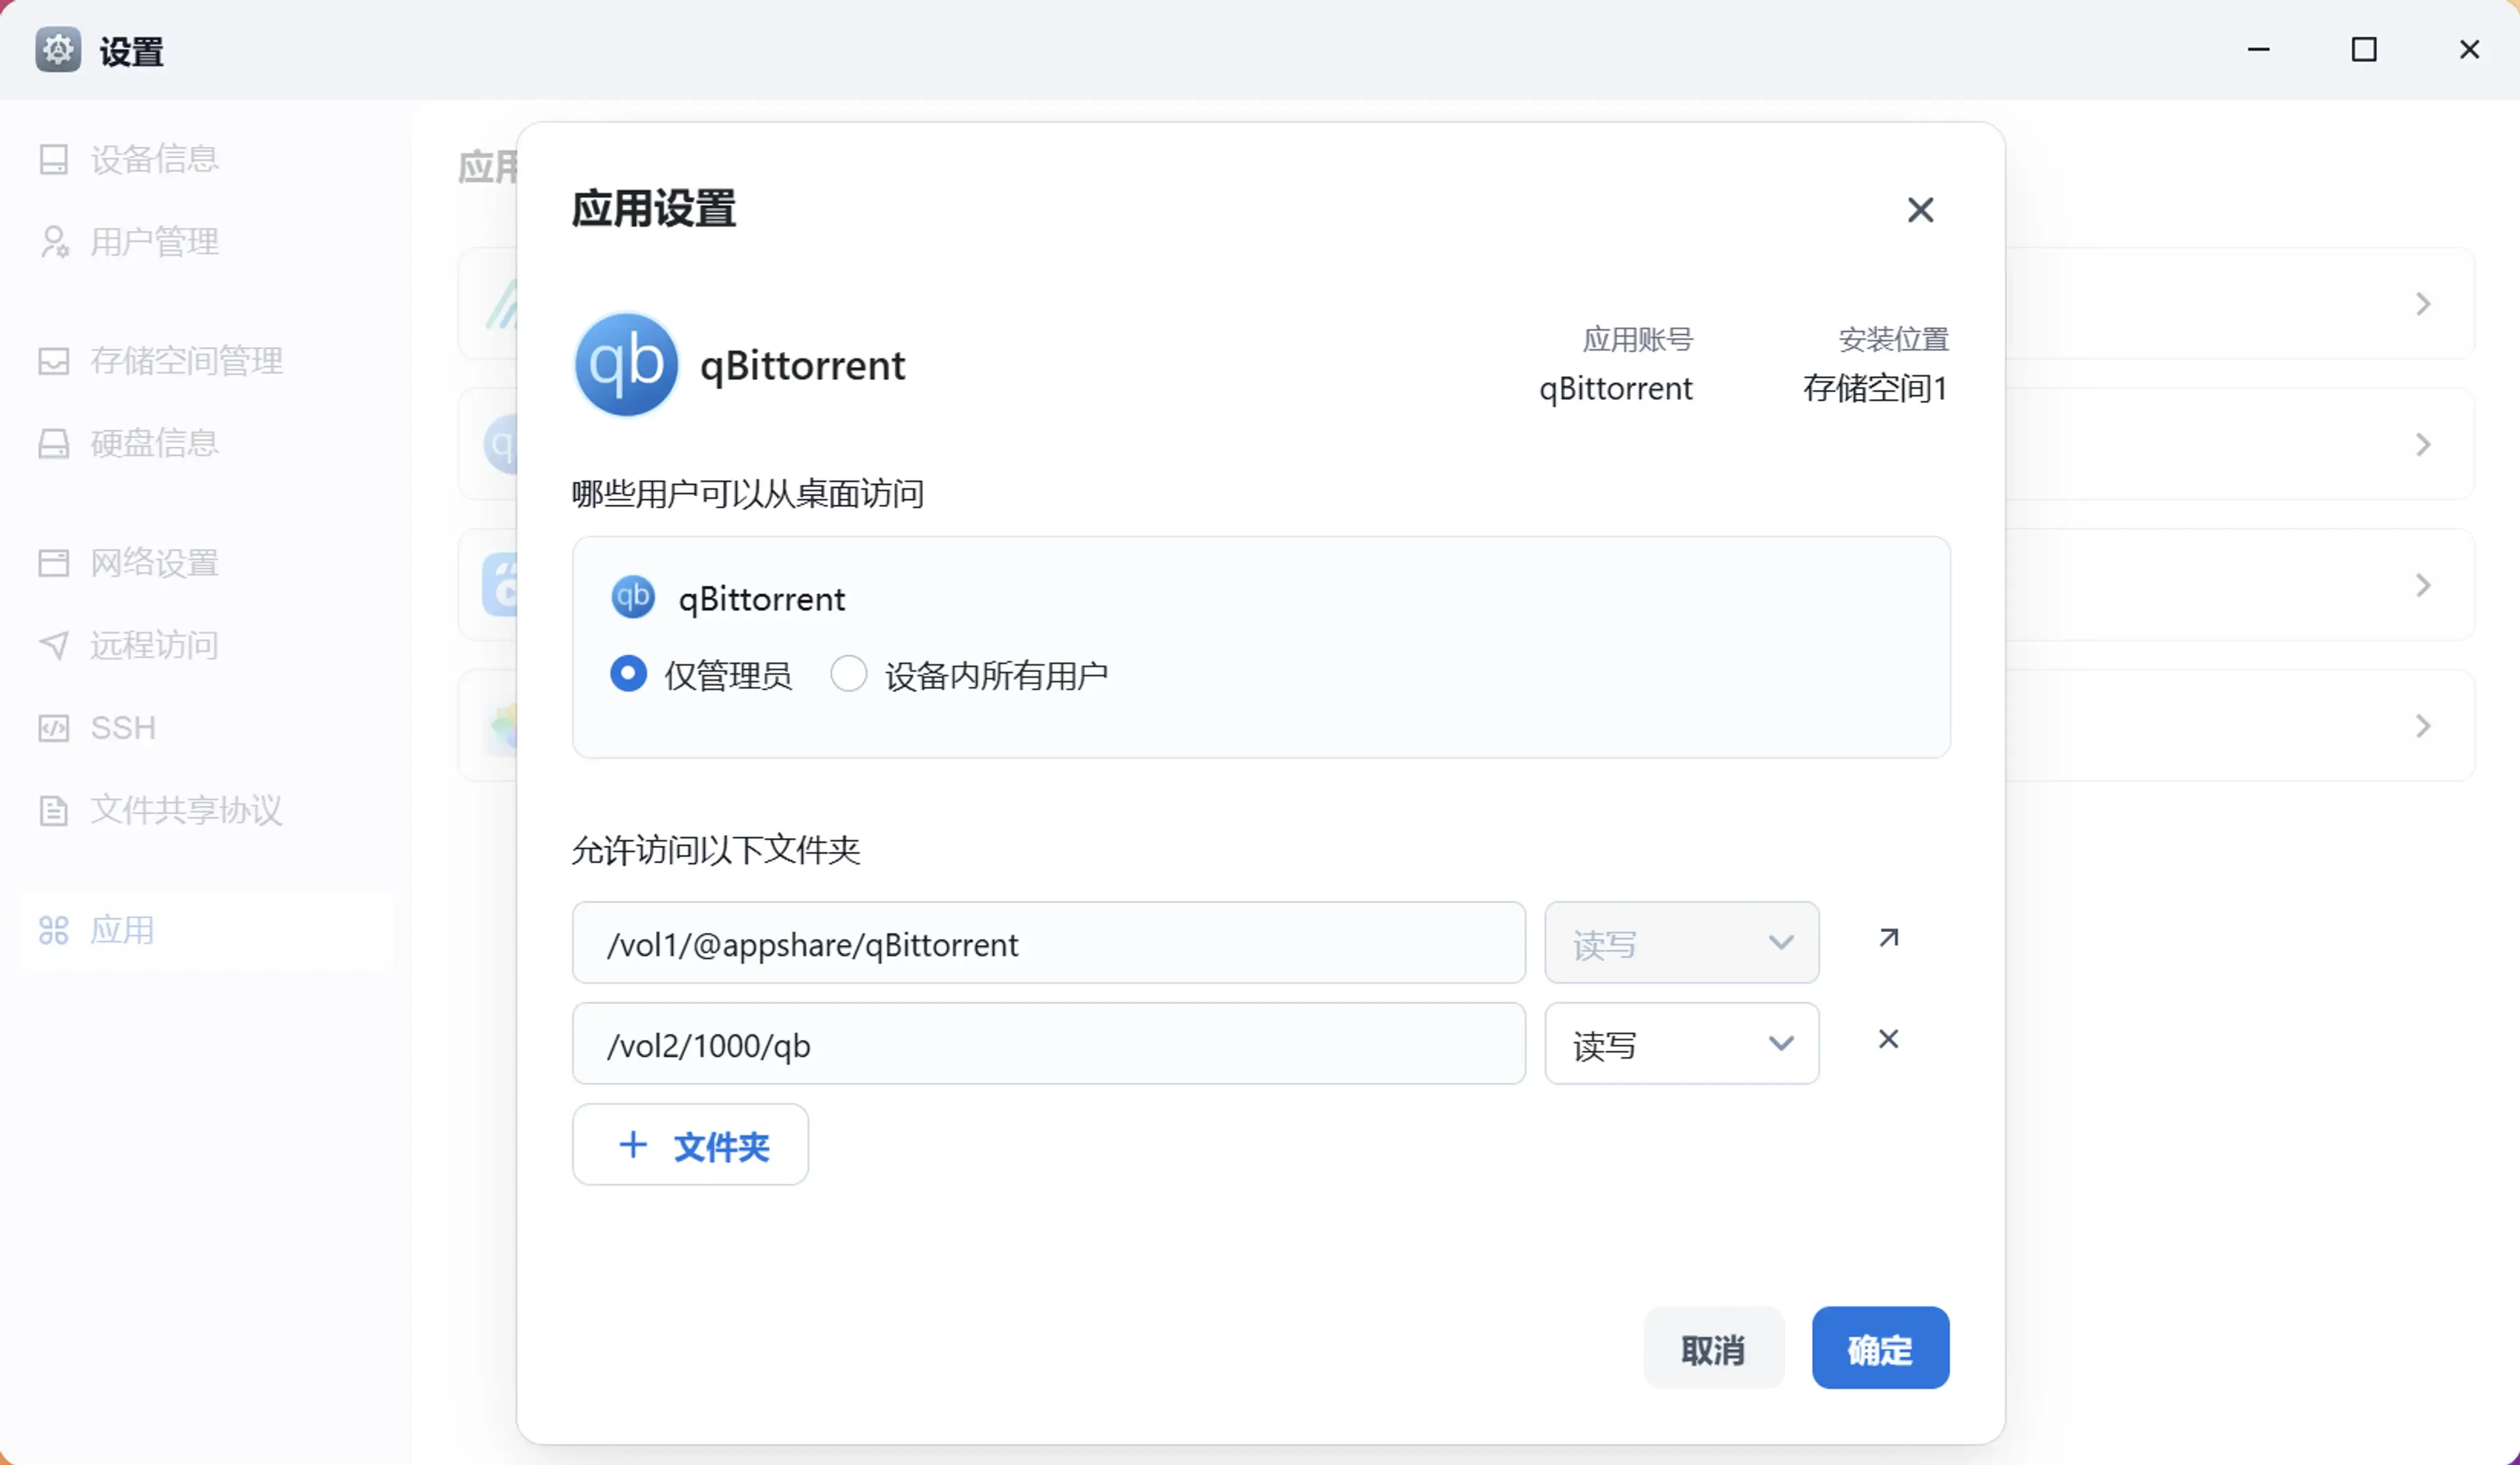 设置
设备信息
用户管理
存储空间管理
硬盘信息
网络设置
远程访问
SSH
文件共享协议
应用
应用
应用设置
qb
qBittorrent
应用账号
qBittorrent
安装位置
存储空间1
哪些用户可以从桌面访问
qb
qBittorrent
仅管理员
设备内所有用户
允许访问以下文件夹
/vol1/@appshare/qBittorrent
读写
/vol2/1000/qb
读写
+ 文件夹
取消
确定